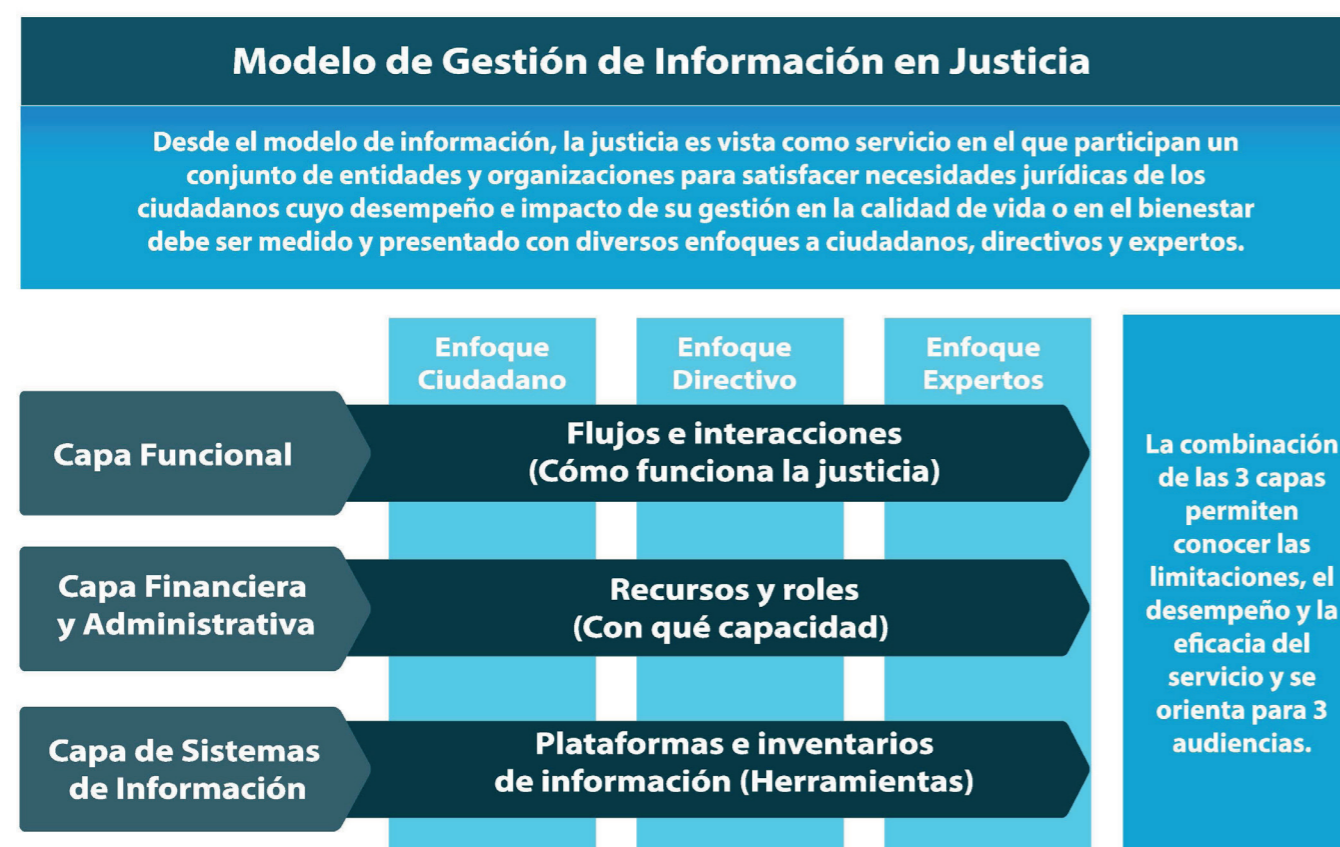 Modelo de Gestión de Información en Justicia
Desde el modelo de información, la justicia es vista como servicio en el que participan un
conjunto de entidades y organizaciones para satisfacer necesidades jurídicas de los
ciudadanos cuyo desempeño e impacto de su gestión en la calidad de vida o en el bienestar
debe ser medido y presentado con diversos enfoques a ciudadanos, directivos y expertos.
Enfoque
Ciudadano
Enfoque
Directivo
Enfoque
Expertos
Capa Funcional
Flujos e interacciones
(Cómo funciona la justicia)
Capa Financiera
y Administrativa
Recursos y roles
(Con qué capacidad)
Capa de Sistemas
de Información
Plataformas e inventarios
de información (Herramientas)
La combinación
de las 3 capas
permiten
conocer las
limitaciones, el
desempeño y la
eficacia del
servicio y se
orienta para 3
audiencias.